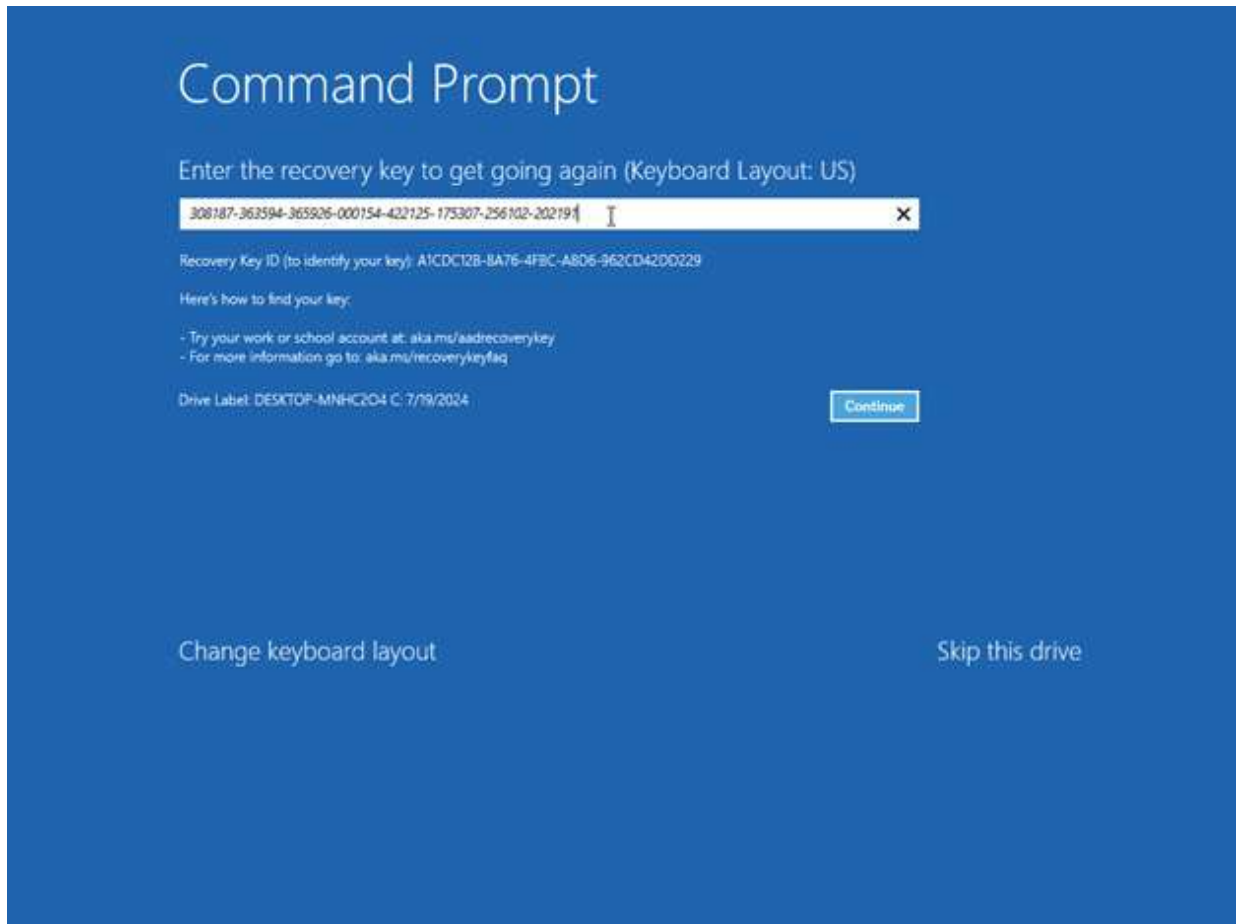 Command Prompt
Enter the recovery key to get going again (Keyboard Layout: US)
308187-363594-365926-000154-422125-175307-256102-202191
Recovery Key ID (to identify your key): A1CDC12B-8A76-4FBC-A8D6-962CD42DD229
Here's how to find your key:
- Try your work or school account at: aka.ms/aadrecoverykey
- For more information go to: aka.ms/recoverykeyfaq
Drive Label: DESKTOP-MNHC2O4 C: 7/19/2024
Continue
Change keyboard layout
Skip this drive